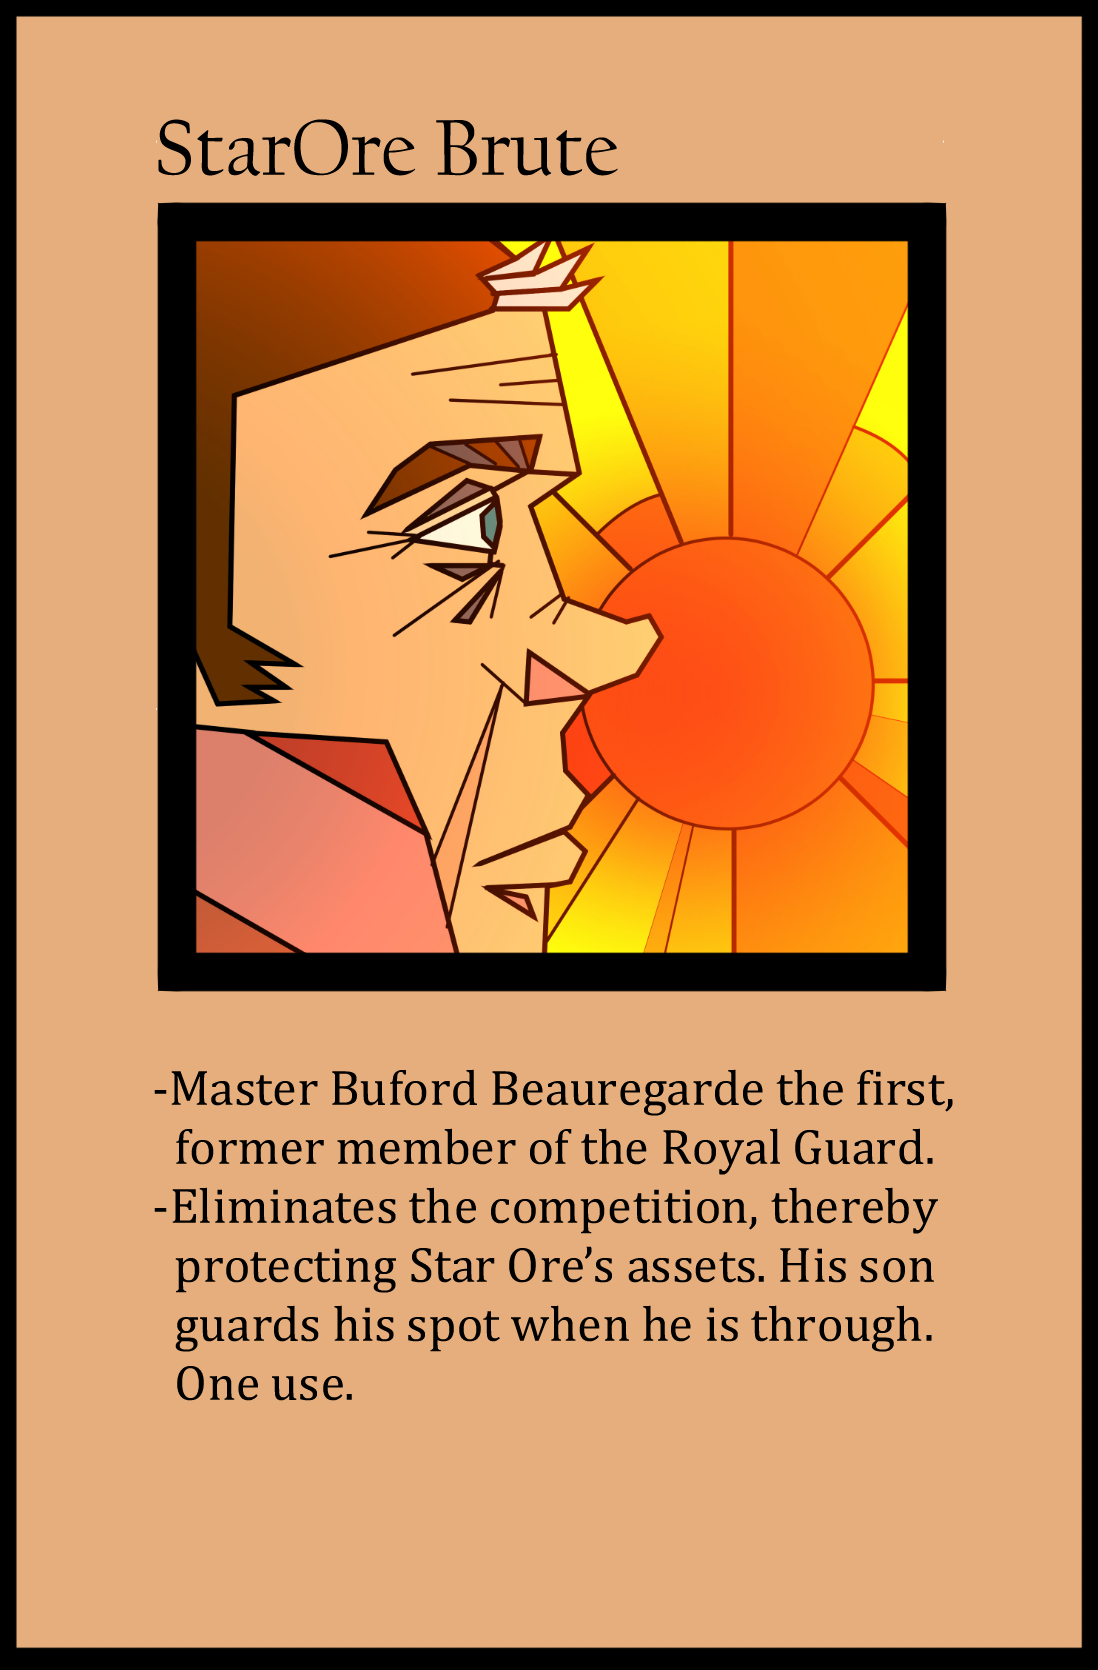 StarOre Brute
-Master Buford Beauregarde the first,
former member of the Royal Guard.
-Eliminates the competition, thereby
protecting Star Ore’s assets. His son
guards his spot when he is through.
One use.